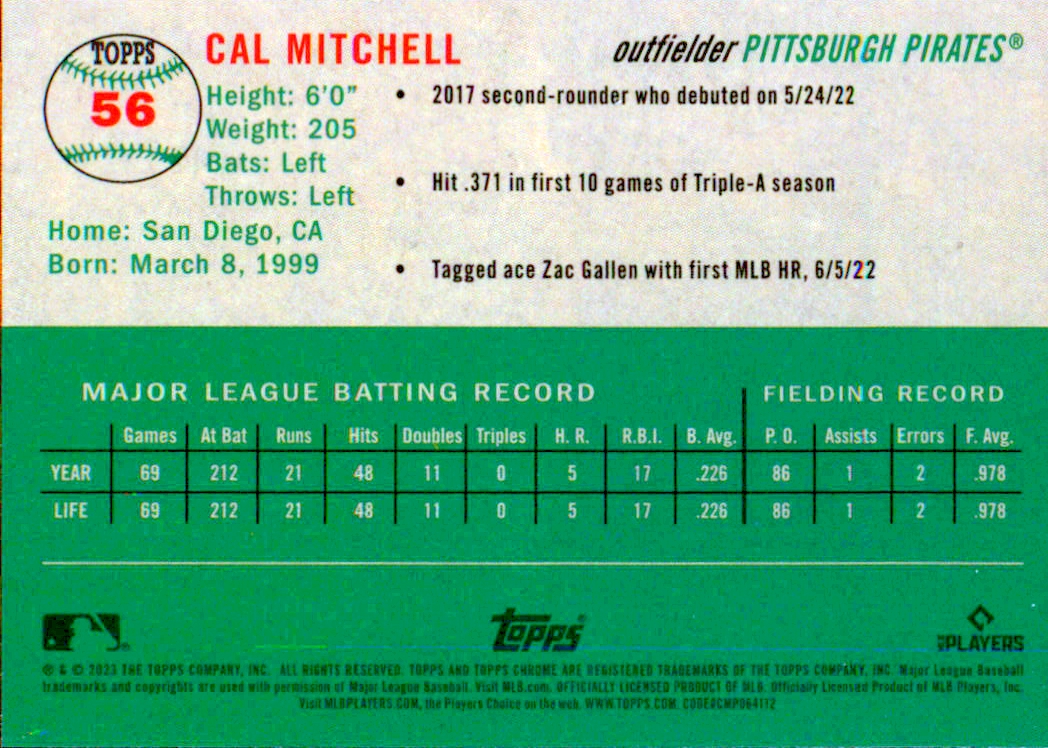 TOPPS
56
CAL MITCHELL
outfielder PITTSBURGH PIRATES®
Height: 6'0"
Weight: 205
Bats: Left
Throws: Left
Home: San Diego, CA
Born: March 8, 1999
• 2017 second-rounder who debuted on 5/24/22
• Hit .371 in first 10 games of Triple-A season
• Tagged ace Zac Gallen with first MLB HR, 6/5/22
MAJOR LEAGUE BATTING RECORD FIELDING RECORD
Games At Bat Runs Hits Doubles Triples H. R. R.B.I. B. Avg. P. O. Assists Errors F. Avg.
YEAR 69 212 21 48 11 0 5 17 .226 86 1 2 .978
LIFE 69 212 21 48 11 0 5 17 .226 86 1 2 .978
topps
PLAYERS
® & © 2023 THE TOPPS COMPANY, INC. ALL RIGHTS RESERVED. TOPPS AND TOPPS CHROME ARE REGISTERED TRADEMARKS OF THE TOPPS COMPANY, INC. Major League Baseball
trademarks and copyrights are used with permission of Major League Baseball. Visit MLB.com. OFFICIALLY LICENSED PRODUCT OF MLB. Officially Licensed Product of MLB Players, Inc.
Visit MLBPLAYERS.COM, the Players Choice on the web. WWW.TOPPS.COM CODE#CMP064112